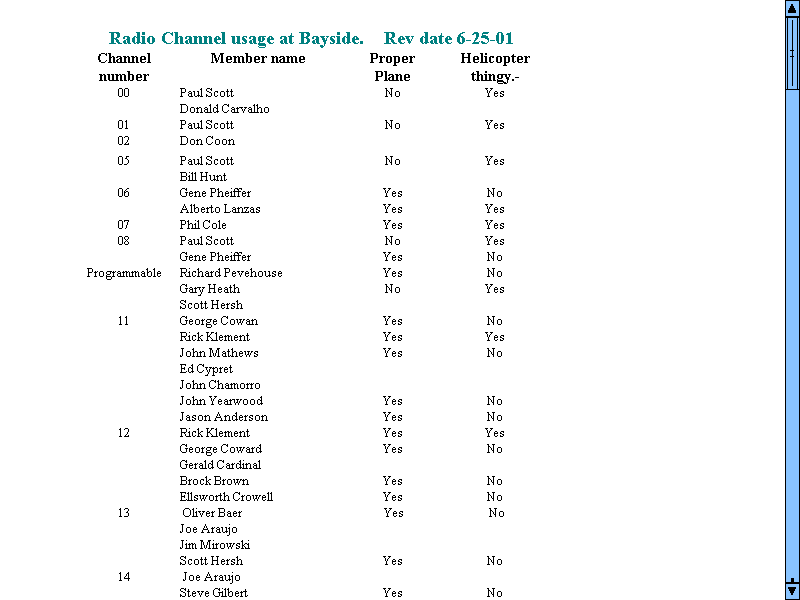 Radio Channel usage at Bayside. Rev date 6-25-01
Channel number Member name Proper Plane Helicopter thingy.-
00 Paul Scott No Yes
Donald Carvalho
01 Paul Scott No Yes
02 Don Coon
05 Paul Scott No Yes
Bill Hunt
06 Gene Pheiffer Yes No
Alberto Lanzas Yes Yes
07 Phil Cole Yes Yes
08 Paul Scott No Yes
Gene Pheiffer Yes No
Programmable Richard Pevehouse Yes No
Gary Heath No Yes
Scott Hersh
11 George Cowan Yes No
Rick Klement Yes Yes
John Mathews Yes No
Ed Cypret
John Chamorro
John Yearwood Yes No
Jason Anderson Yes No
12 Rick Klement Yes Yes
George Coward Yes No
Gerald Cardinal
Brock Brown Yes No
Ellsworth Crowell Yes No
13 Oliver Baer Yes No
Joe Araujo
Jim Mirowski
Scott Hersh Yes No
14 Joe Araujo
Steve Gilbert Yes No